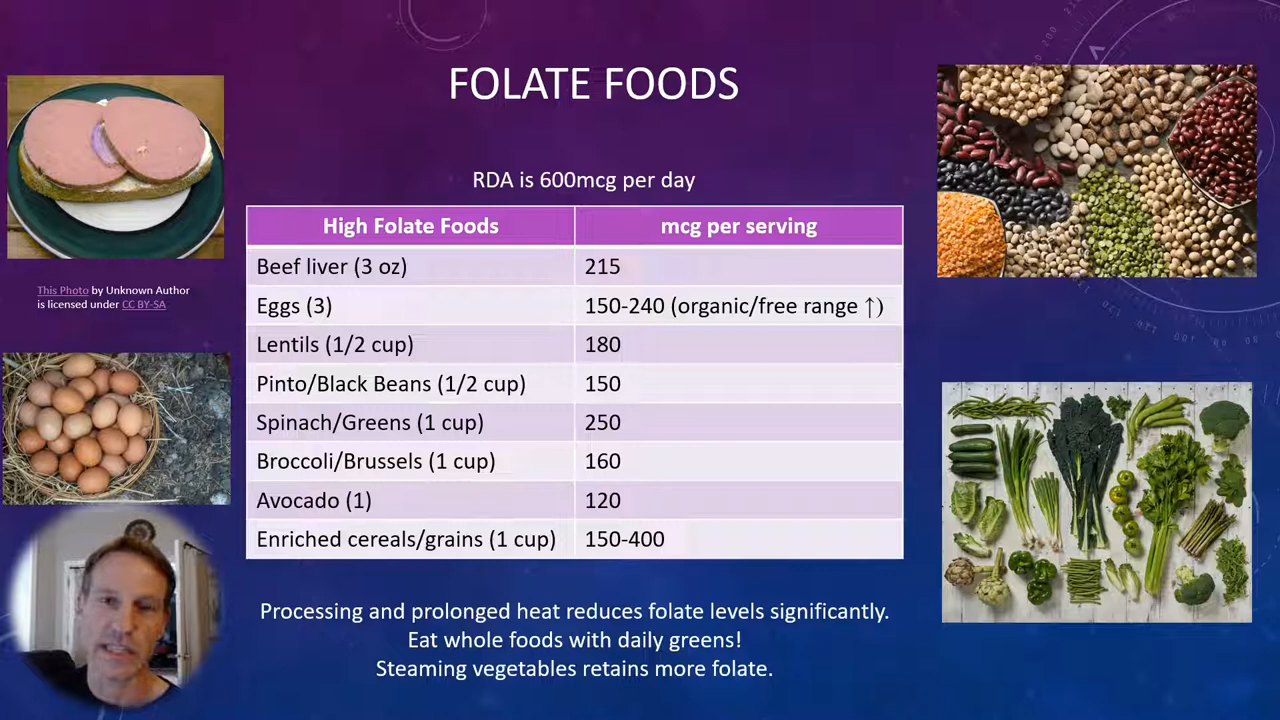 FOLATE FOODS
RDA is 600mcg per day
This Photo by Unknown Author
is licensed under CC BY-SA
High Folate Foods mcg per serving
Beef liver (3 oz) 215
Eggs (3) 150-240 (organic/free range ↑)
Lentils (1/2 cup) 180
Pinto/Black Beans (1/2 cup) 150
Spinach/Greens (1 cup) 250
Broccoli/Brussels (1 cup) 160
Avocado (1) 120
Enriched cereals/grains (1 cup) 150-400
Processing and prolonged heat reduces folate levels significantly.
Eat whole foods with daily greens!
Steaming vegetables retains more folate.